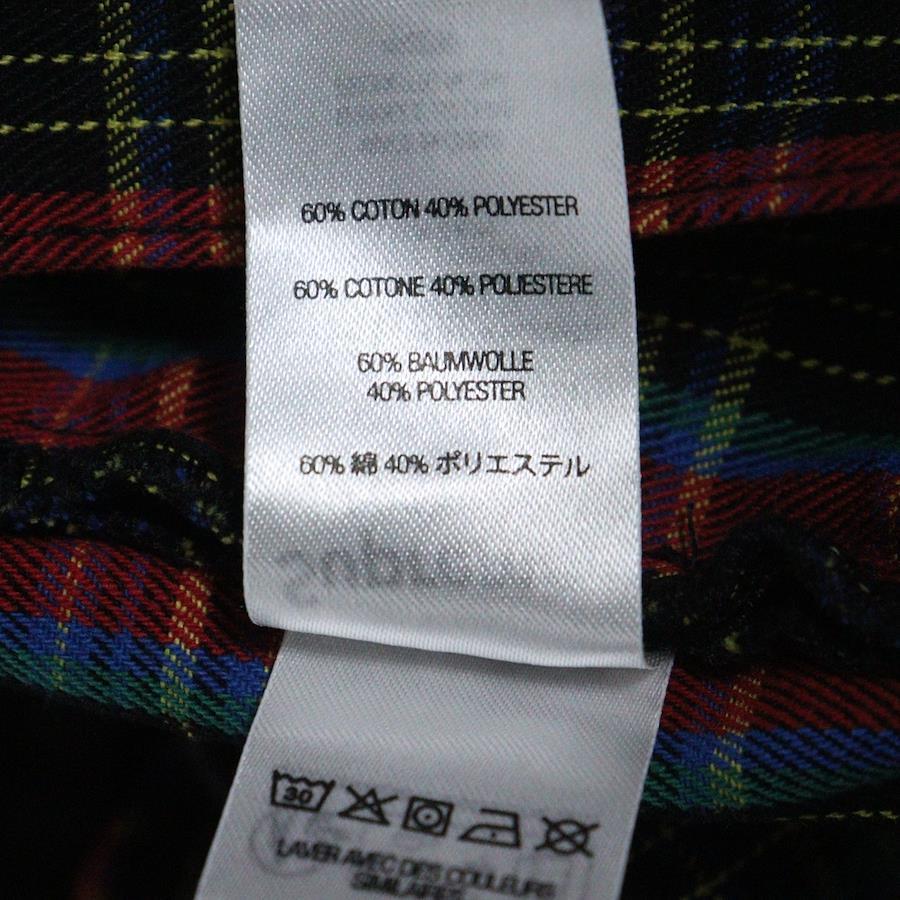 60% COTON 40% POLYESTER
60% COTONE 40% POLIESTERE
60% BAUMWOLLE
40% POLYESTER
60% 綿 40% ポリエステル
30
LAVER AVEC DES COULEURS
SIMILAIRES